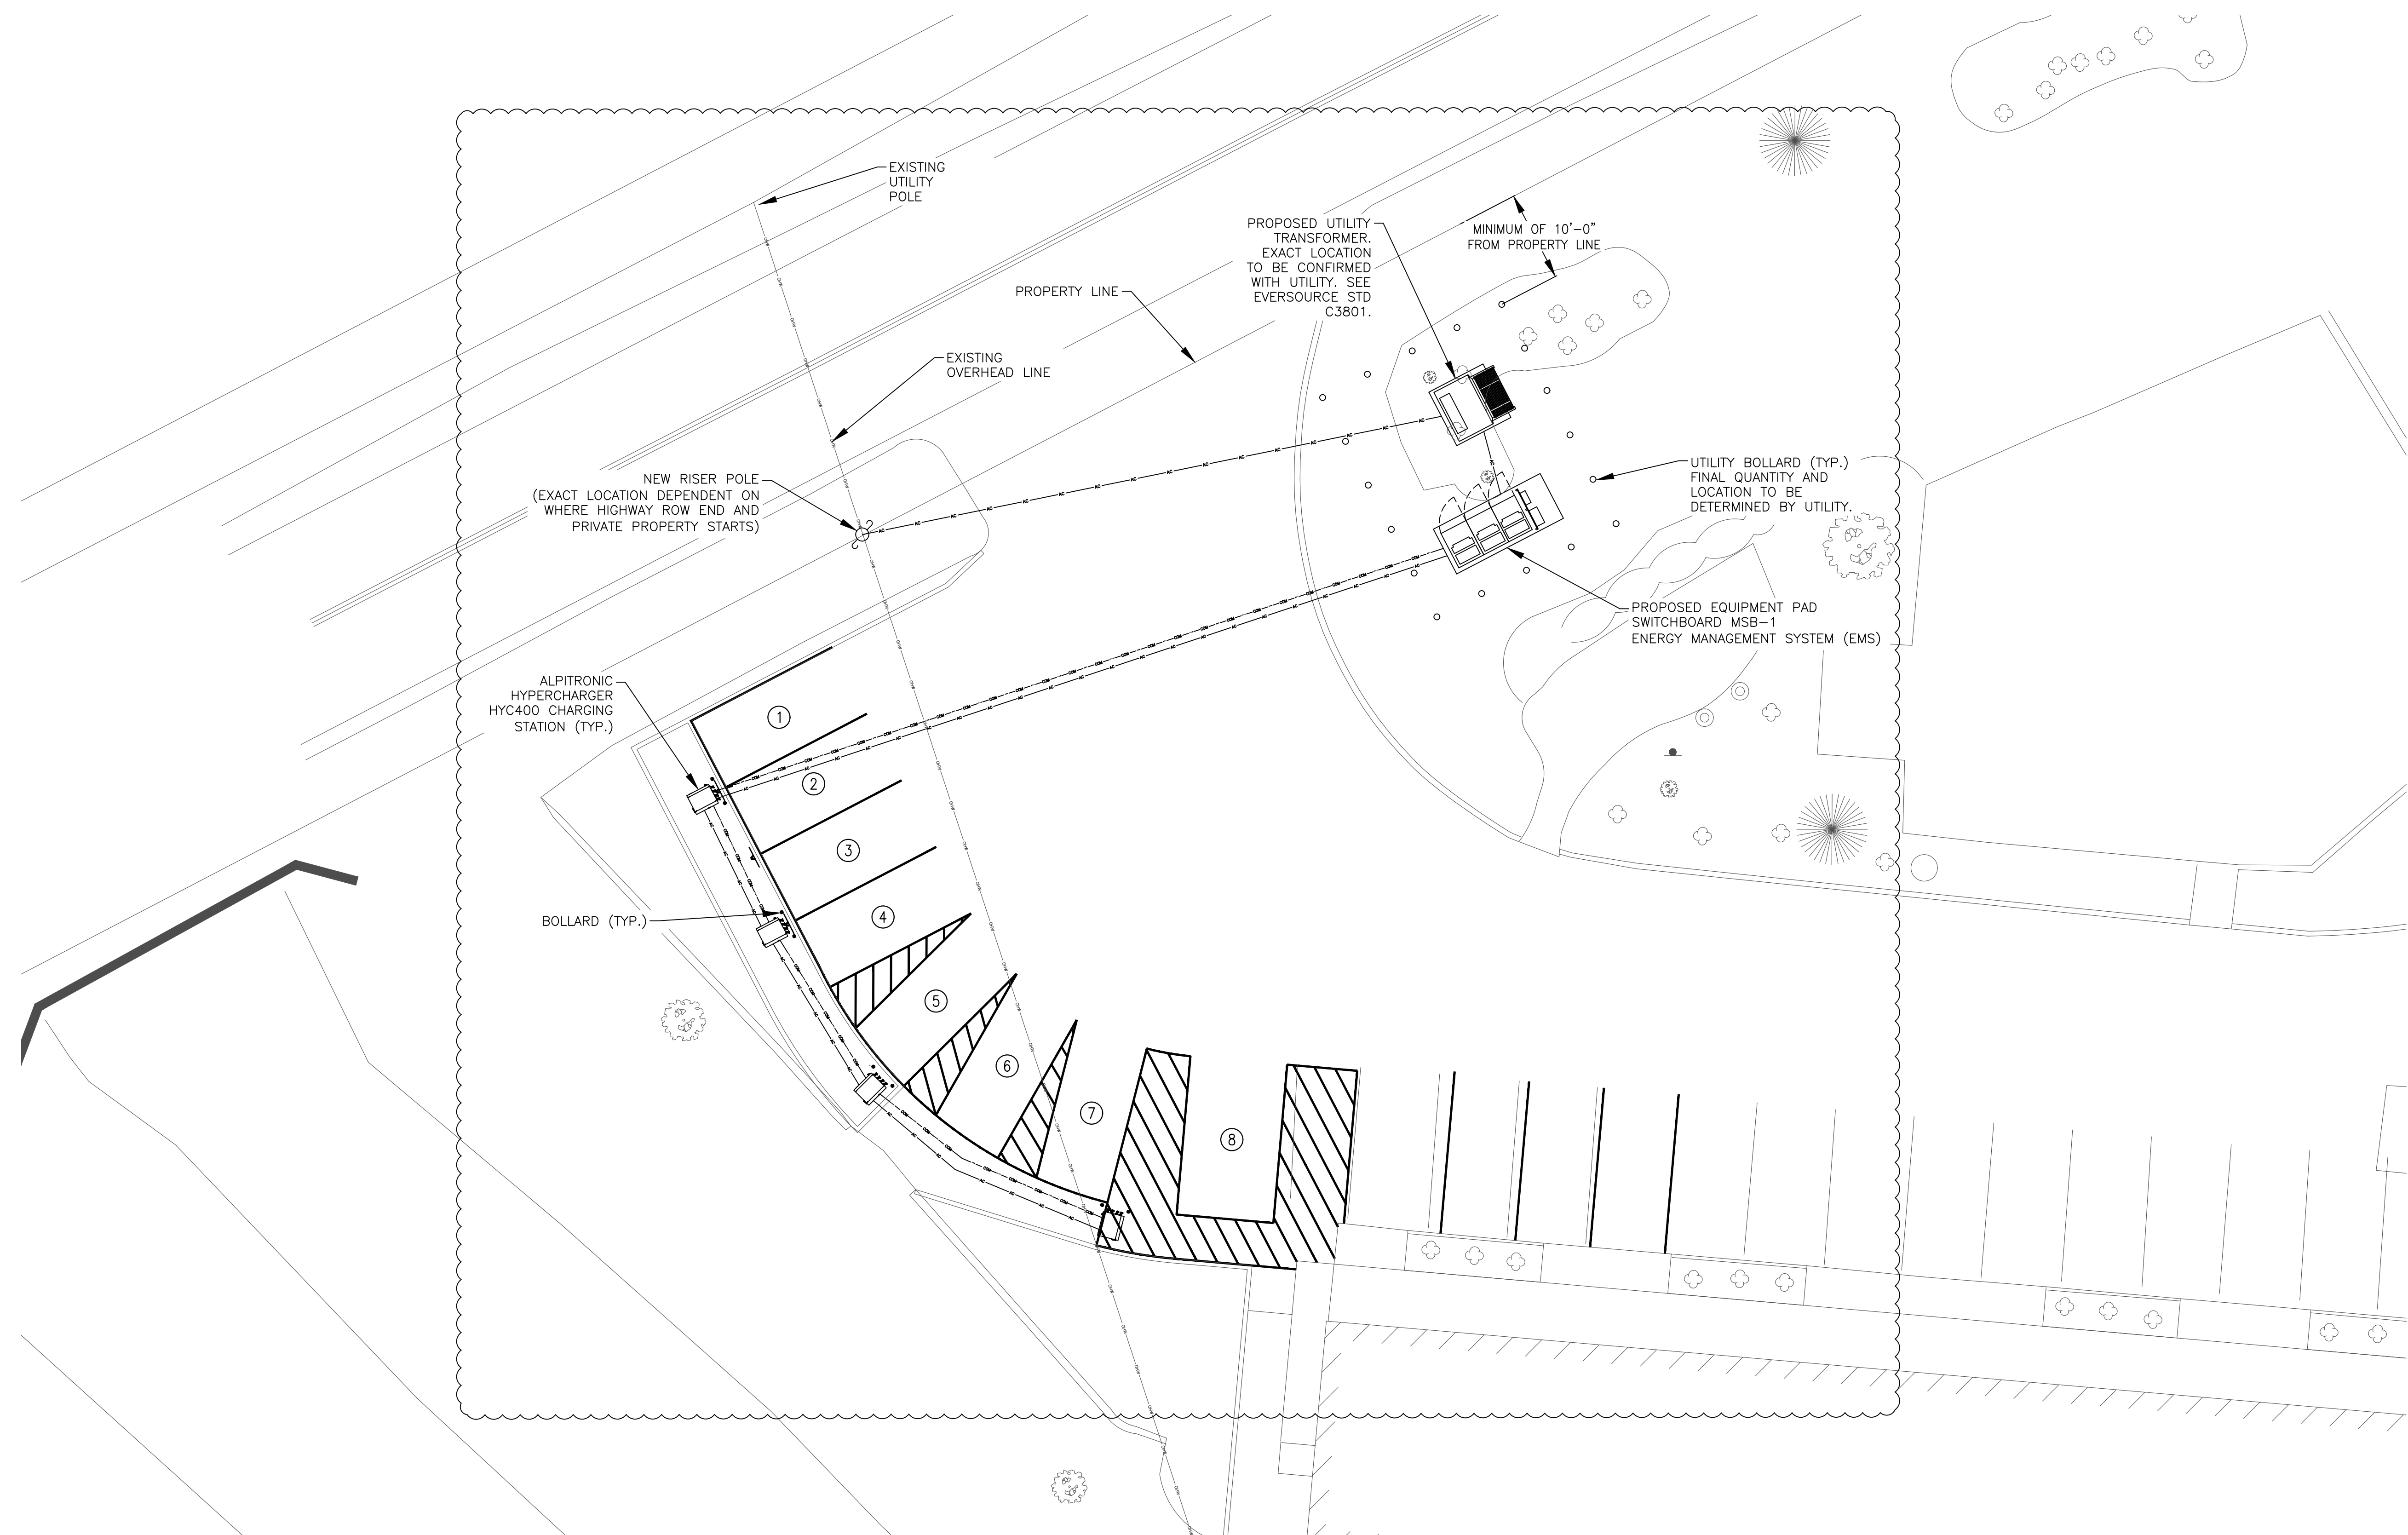 EXISTING
UTILITY
POLE
PROPOSED UTILITY
TRANSFORMER.
EXACT LOCATION
TO BE CONFIRMED
WITH UTILITY. SEE
EVERSOURCE STD
C3801.
MINIMUM OF 10'-0"
FROM PROPERTY LINE
PROPERTY LINE
EXISTING
OVERHEAD LINE
NEW RISER POLE
(EXACT LOCATION DEPENDENT ON
WHERE HIGHWAY ROW END AND
PRIVATE PROPERTY STARTS)
UTILITY BOLLARD (TYP.)
FINAL QUANTITY AND
LOCATION TO BE
DETERMINED BY UTILITY.
PROPOSED EQUIPMENT PAD
SWITCHBOARD MSB-1
ENERGY MANAGEMENT SYSTEM (EMS)
ALPITRONIC
HYPERCHARGER
HYC400 CHARGING
STATION (TYP.)
BOLLARD (TYP.)
1
2
3
4
5
6
7
8
AC
COM